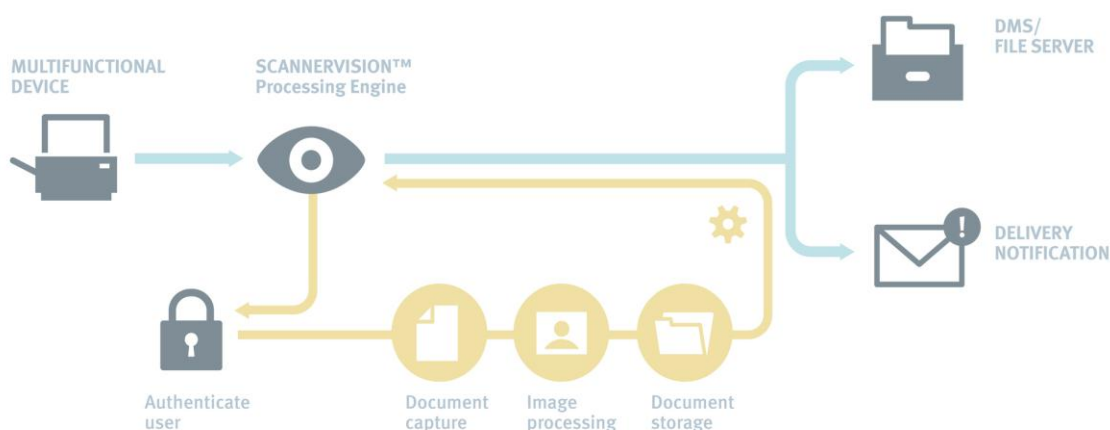 MULTIFUNCTIONAL
DEVICE
SCANNERVISION™
Processing Engine
DMS/
FILE SERVER
DELIVERY
NOTIFICATION
!
Authenticate
user
Document
capture
Image
processing
Document
storage